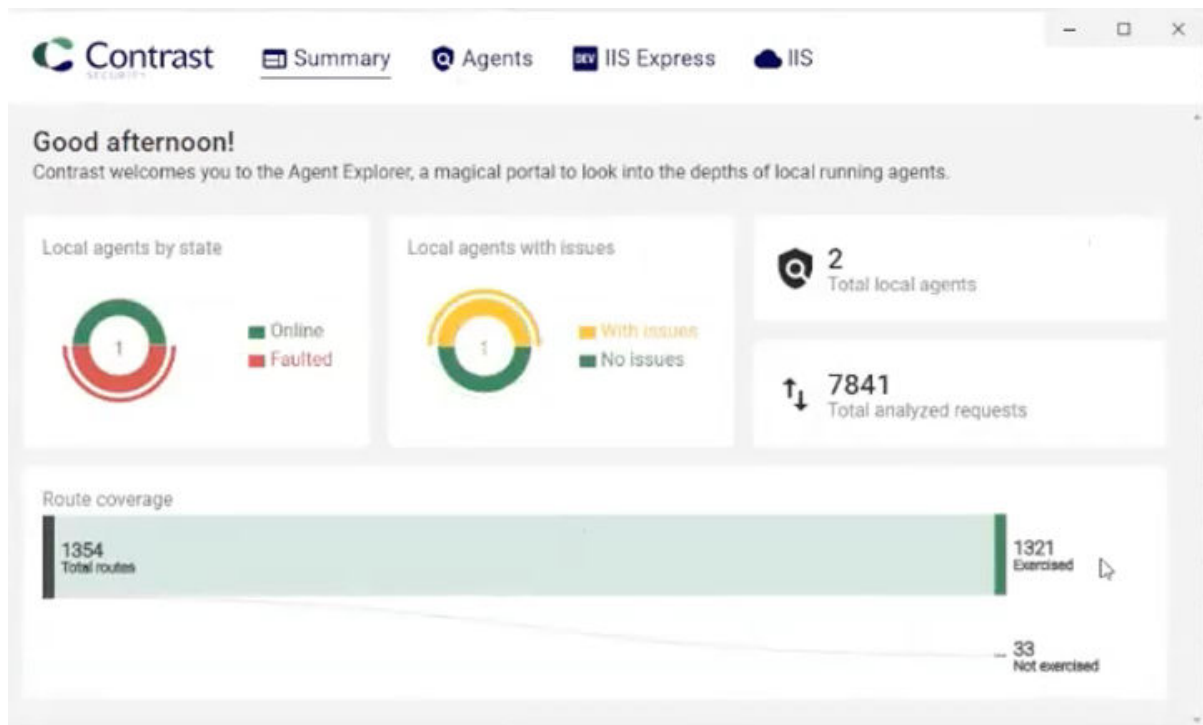 Contrast
SECURITY
Summary
Agents
DEV
IIS Express
IIS
Good afternoon!
Contrast welcomes you to the Agent Explorer, a magical portal to look into the depths of local running agents.
Local agents by state
1
Online
Faulted
Local agents with issues
1
With issues
No issues
2
Total local agents
7841
Total analyzed requests
Route coverage
1354
Total routes
1321
Exercised
33
Not exercised